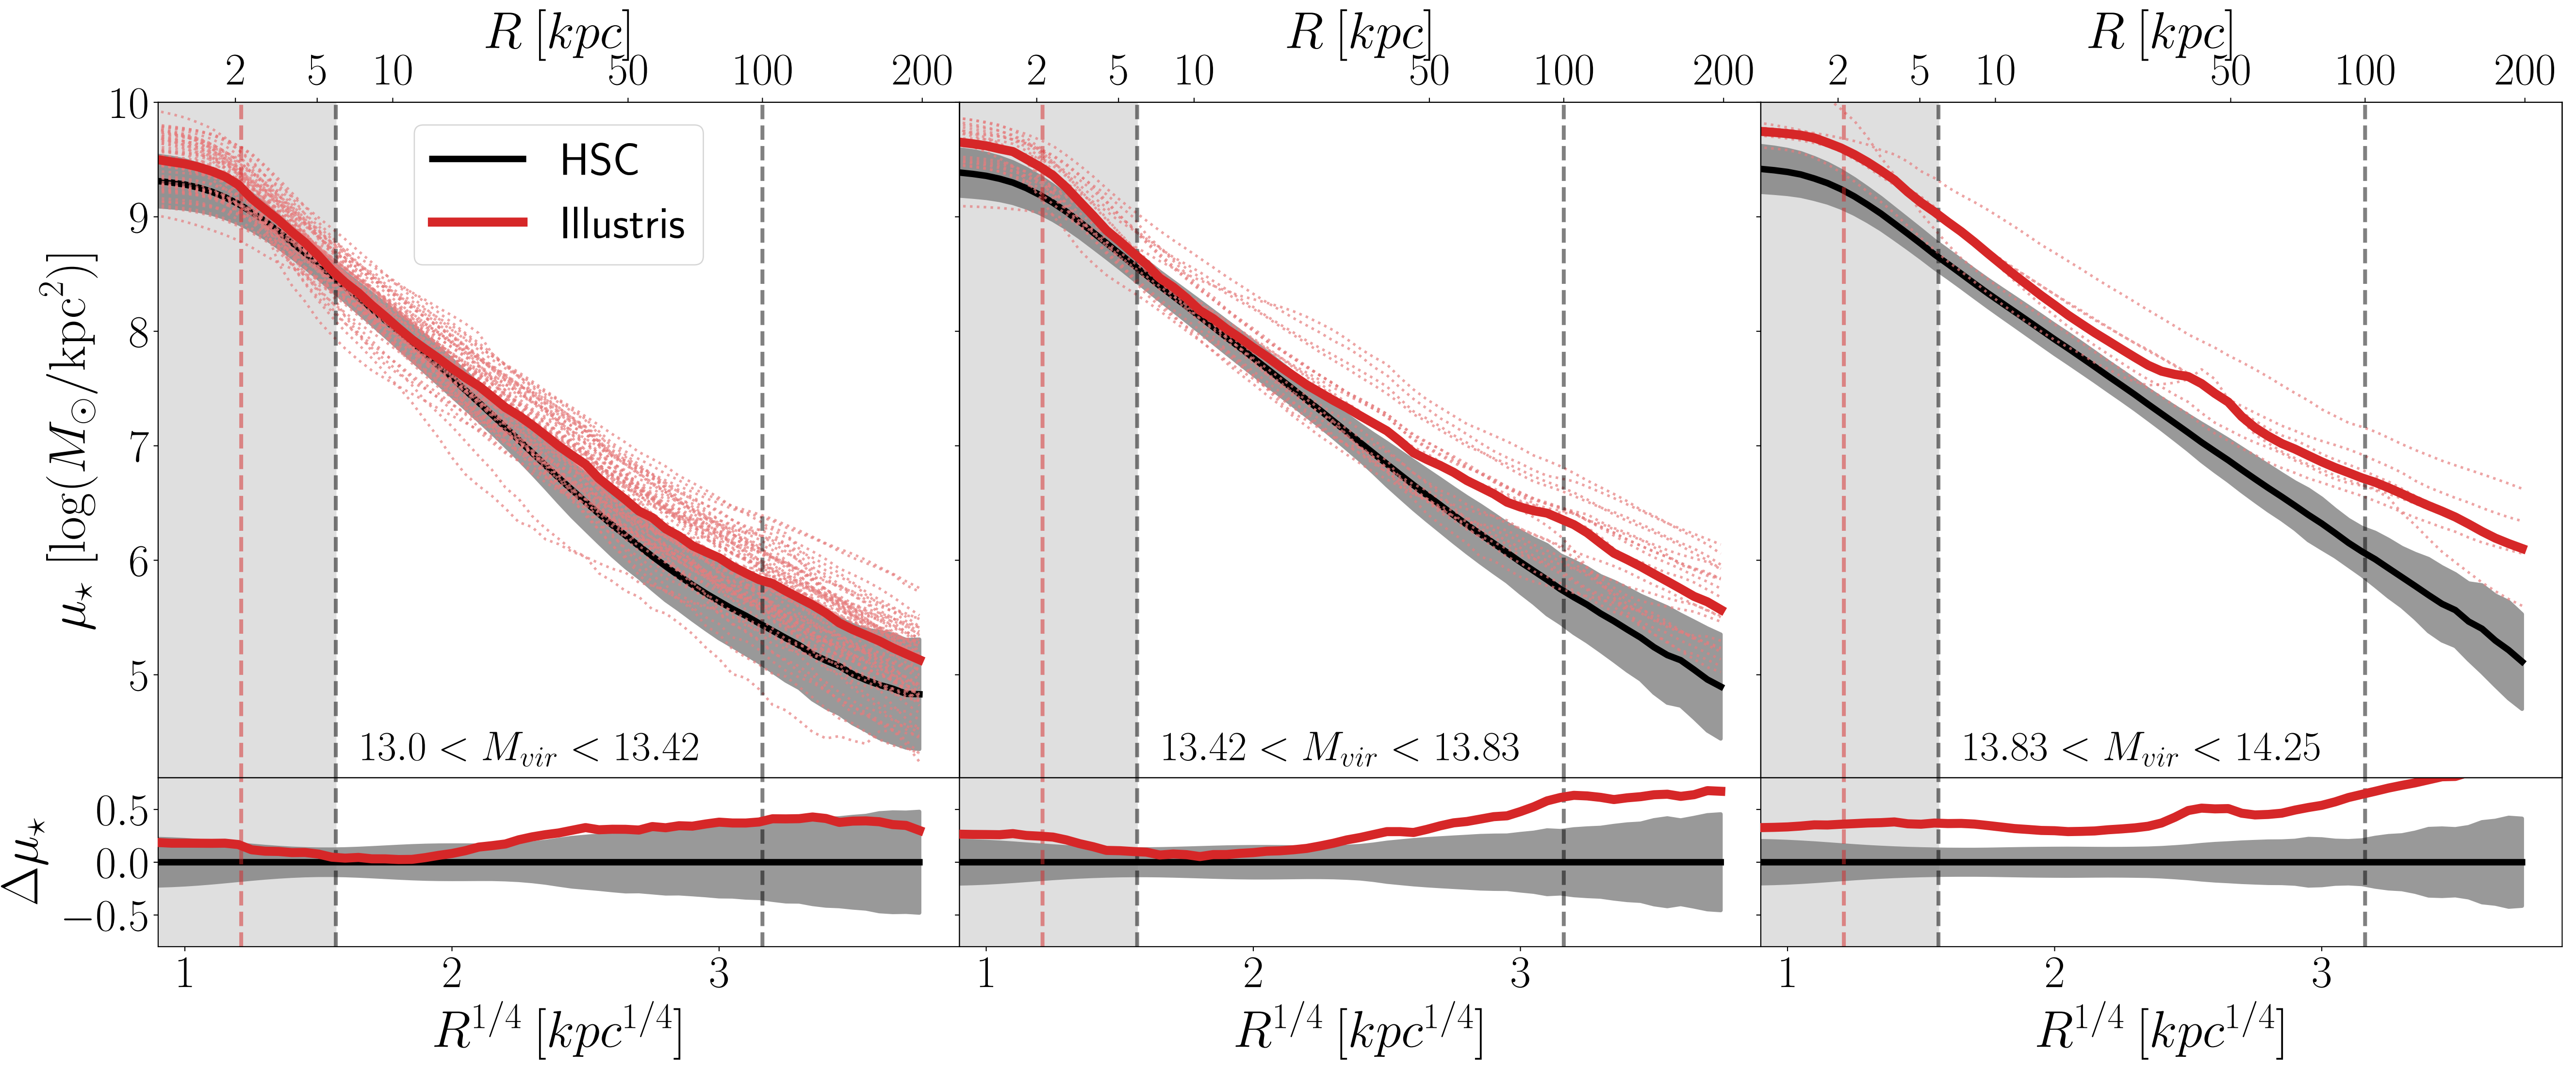 R [kpc] R [kpc] R [kpc]
2 5 10 50 100 200 2 5 10 50 100 200 2 5 10 50 100 200
10
9
8
7
6
5
μ⋆ [log(M⊙/kpc²)]
HSC
Illustris
13.0 < Mvir < 13.42 13.42 < Mvir < 13.83 13.83 < Mvir < 14.25
0.5
0.0
−0.5
Δμ⋆
1 2 3 1 2 3 1 2 3
R^1/4 [kpc^1/4] R^1/4 [kpc^1/4] R^1/4 [kpc^1/4]